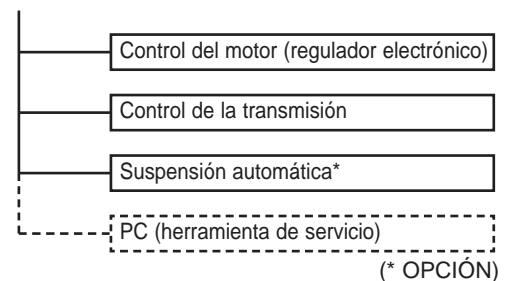 Control del motor (regulador electrónico)
Control de la transmisión
Suspensión automática*
PC (herramienta de servicio)
(* OPCIÓN)